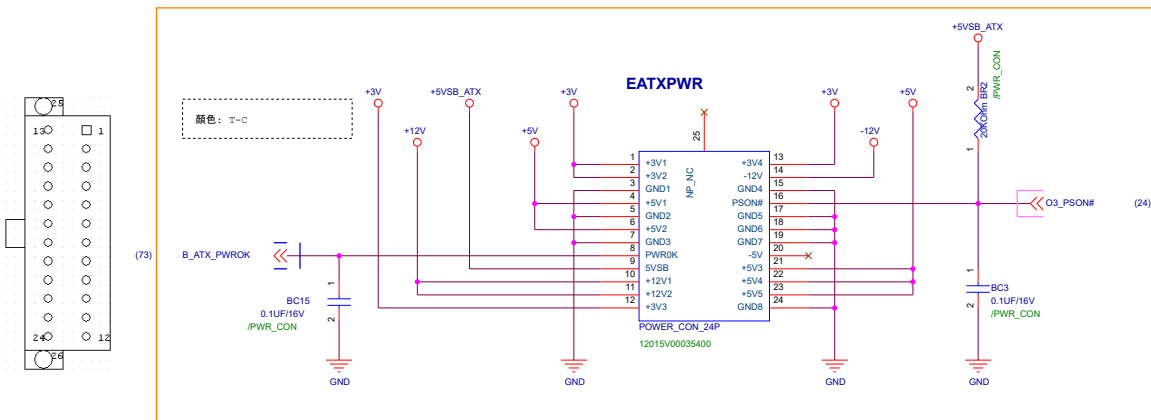 +5VSB_ATX
EATXPWR
+3V
+5VSB_ATX
+3V
+3V
+5V
顏色: T-C
+12V
+5V
-12V
2
BR2
20KOhm
/PWR_CON
1
25
NP_NC
1 +3V1
2 +3V2
3 GND1
4 +5V1
5 GND2
6 +5V2
7 GND3
8 PWR0K
9 5VSB
10 +12V1
11 +12V2
12 +3V3
+3V4 13
-12V 14
GND4 15
PSON# 16
GND5 17
GND6 18
GND7 19
-5V 20
+5V3 21
+5V4 22
+5V5 23
GND8 24
POWER_CON_24P
12015V00035400
O3_PSON# (24)
(73) B_ATX_PWROK
1
BC15
0.1UF/16V
2
/PWR_CON
1
BC3
0.1UF/16V
2
/PWR_CON
GND
GND
GND
GND
25
13 1
24 12
26